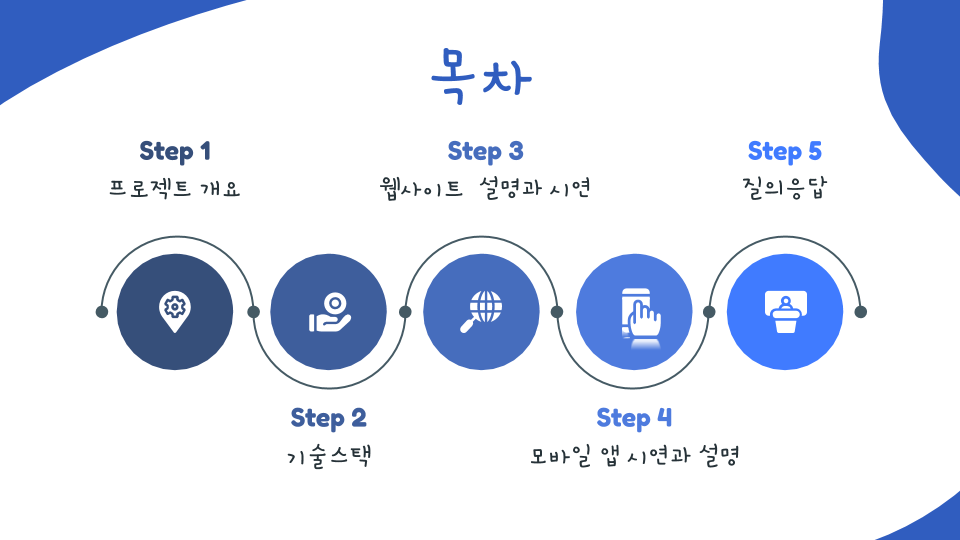 목차
Step 1
프로젝트 개요
Step 2
기술스택
Step 3
웹사이트 설명과 시연
Step 4
모바일 앱 시연과 설명
Step 5
질의응답